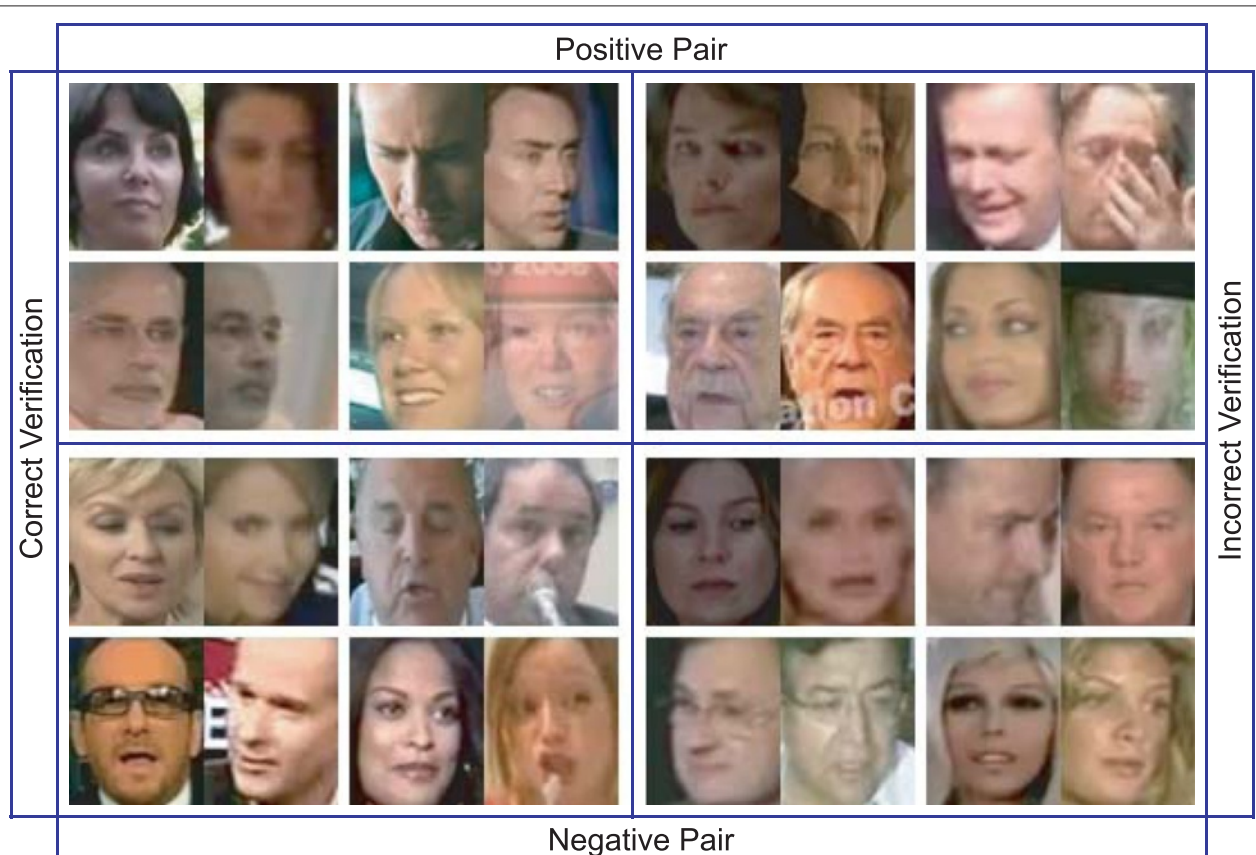 Positive Pair
Correct Verification
Incorrect Verification
Negative Pair